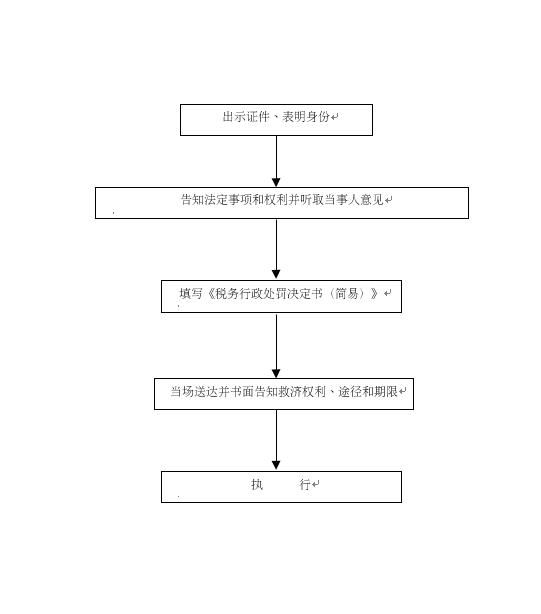 出示证件、表明身份
告知法定事项和权利并听取当事人意见
填写《税务行政处罚决定书（简易）》
当场送达并书面告知救济权利、途径和期限
执 行